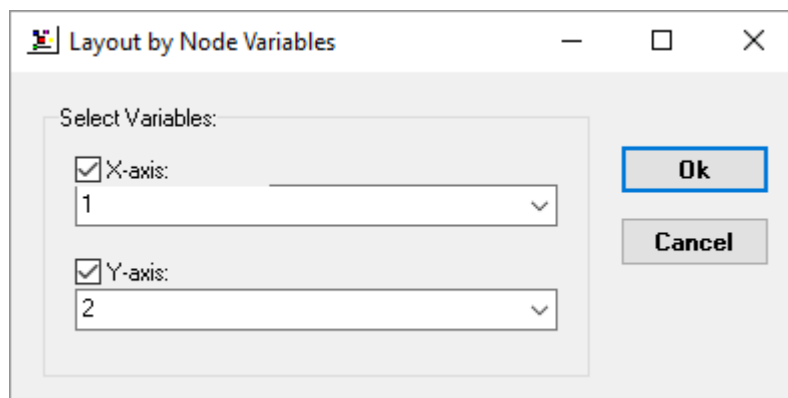 Layout by Node Variables
Select Variables:
X-axis:
1
Ok
Cancel
Y-axis:
2